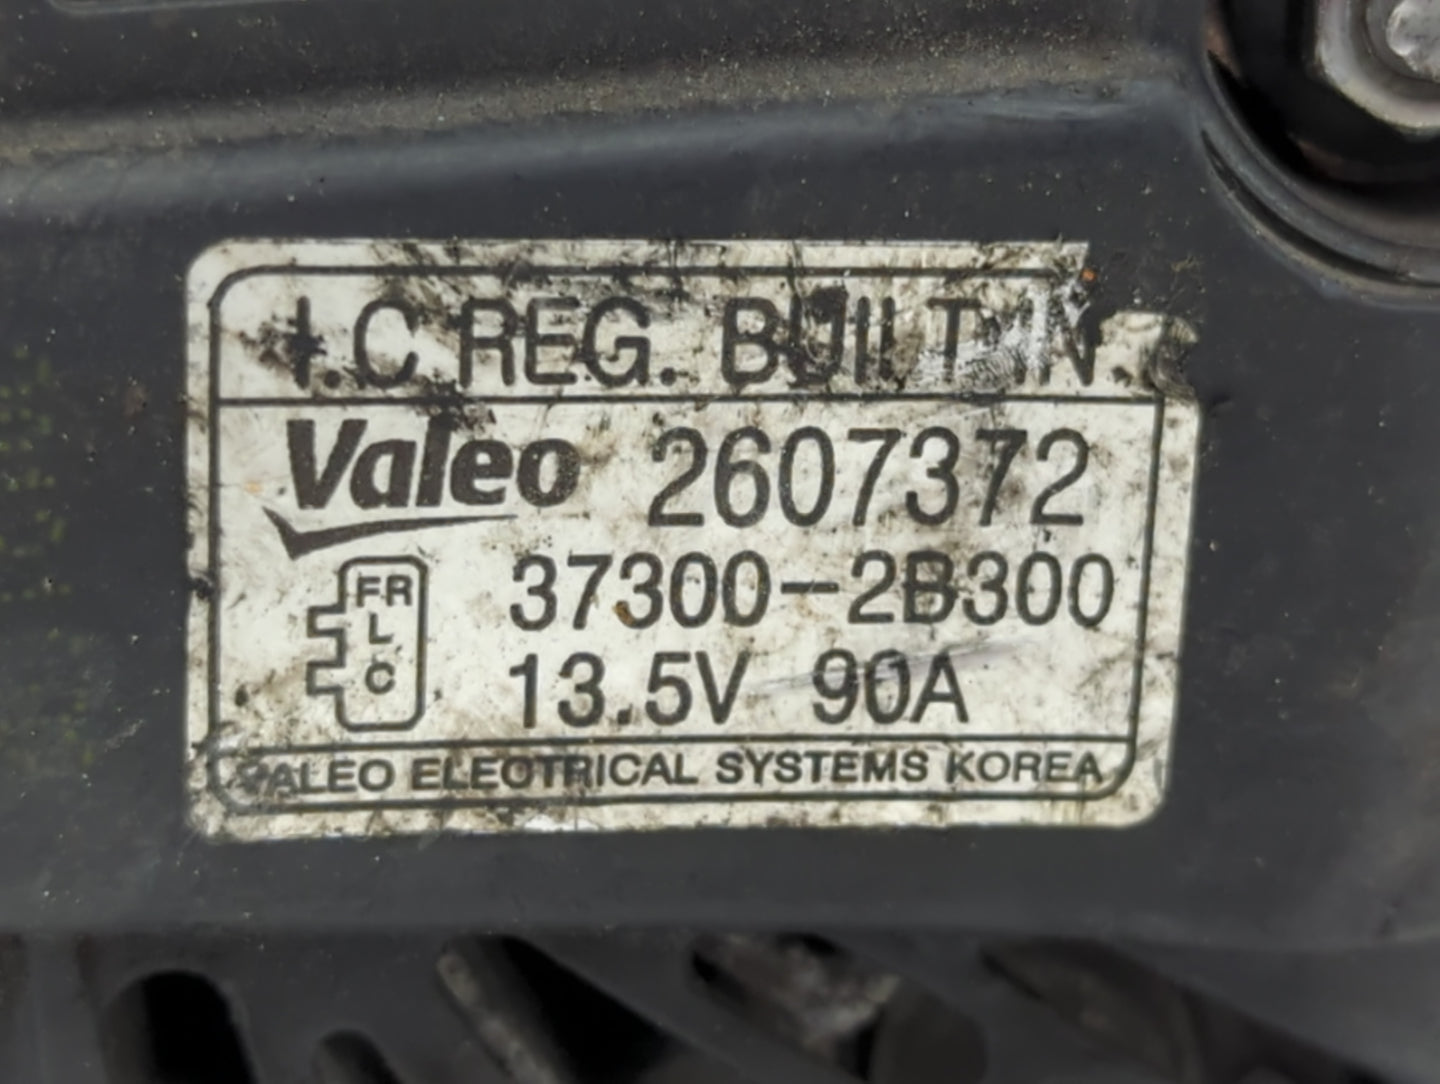 I.C REG. BUILT IN.
Valeo 2607372
FR
L
C
37300-2B300
13.5V 90A
VALEO ELECTRICAL SYSTEMS KOREA